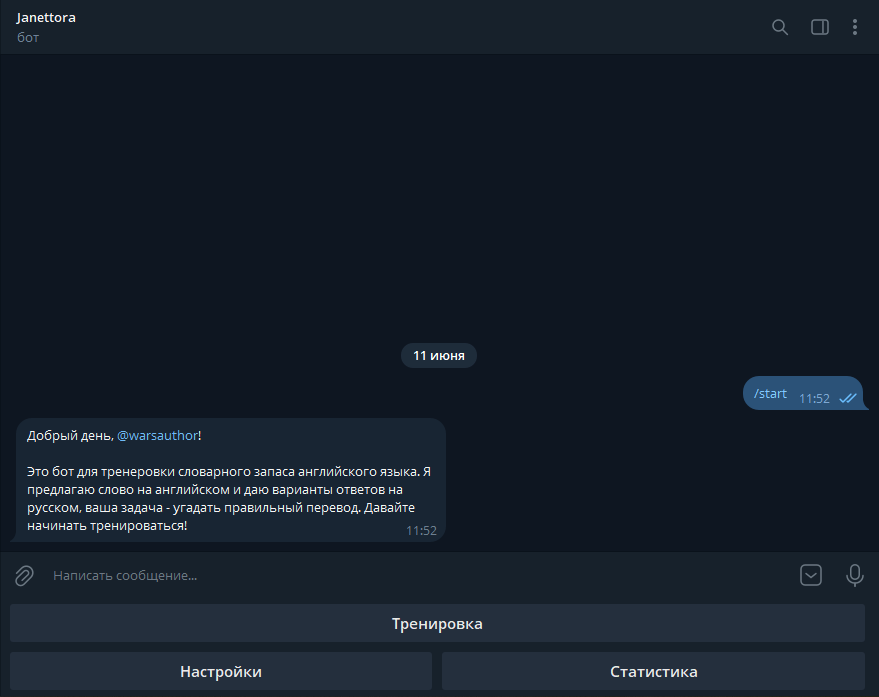 Janettora
бот
11 июня
/start 11:52
Добрый день, @warsauthor!
Это бот для тренеровки словарного запаса английского языка. Я
предлагаю слово на английском и даю варианты ответов на
русском, ваша задача - угадать правильный перевод. Давайте
начинать тренироваться!
11:52
Написать сообщение...
Тренировка
Настройки
Статистика